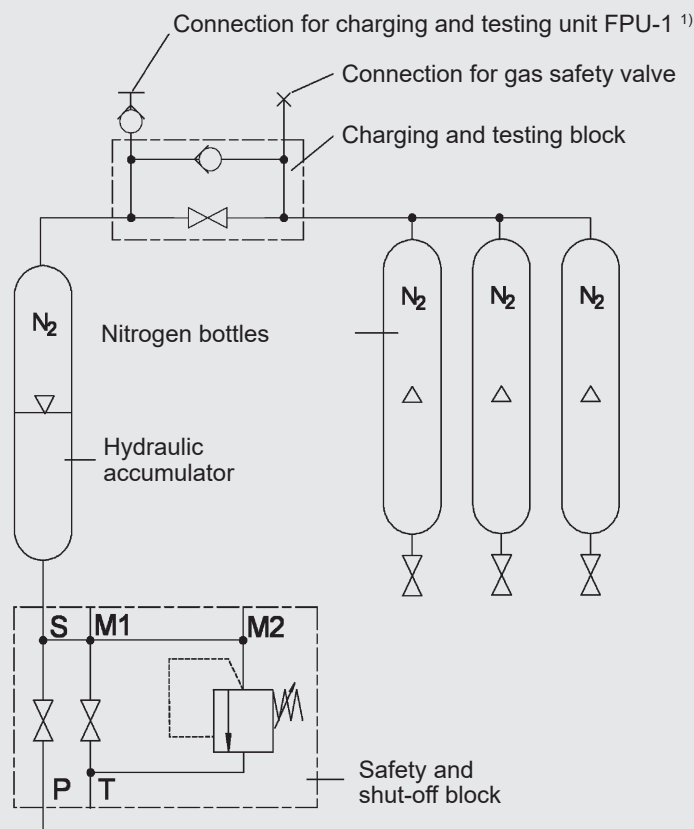 Connection for charging and testing unit FPU-1 ¹⁾
Connection for gas safety valve
Charging and testing block
N₂
N₂
N₂
N₂
Nitrogen bottles
Hydraulic
accumulator
S
M1
M2
P
T
Safety and
shut-off block